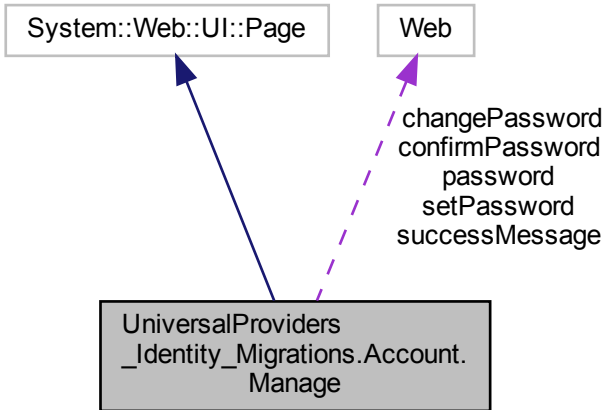 System::Web::UI::Page
Web
changePassword
confirmPassword
password
setPassword
successMessage
UniversalProviders
_Identity_Migrations.Account.
Manage